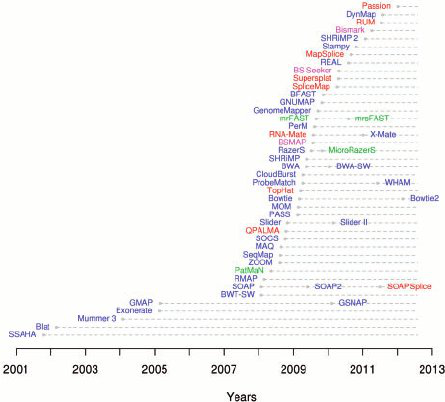 Passion
DynMap
RUM
Bismark
SHRiMP 2
Stampy
MapSplice
REAL
BS Seeker
Supersplat
SpliceMap
BFAST
GNUMAP
GenomeMapper
mrFAST mrsFAST
PerM
RNA-Mate X-Mate
BSMAP
RazerS MicroRazerS
SHRiMP
BWA BWA-SW
CloudBurst
ProbeMatch WHAM
TopHat
Bowtie Bowtie2
MOM
PASS
Slider Slider II
QPALMA
SOCS
MAQ
SeqMap
ZOOM
PatMaN
RMAP
SOAP SOAP2 SOAPSplice
BWT-SW
GMAP GSNAP
Exonerate
Mummer 3
Blat
SSAHA
2001 2003 2005 2007 2009 2011 2013
Years